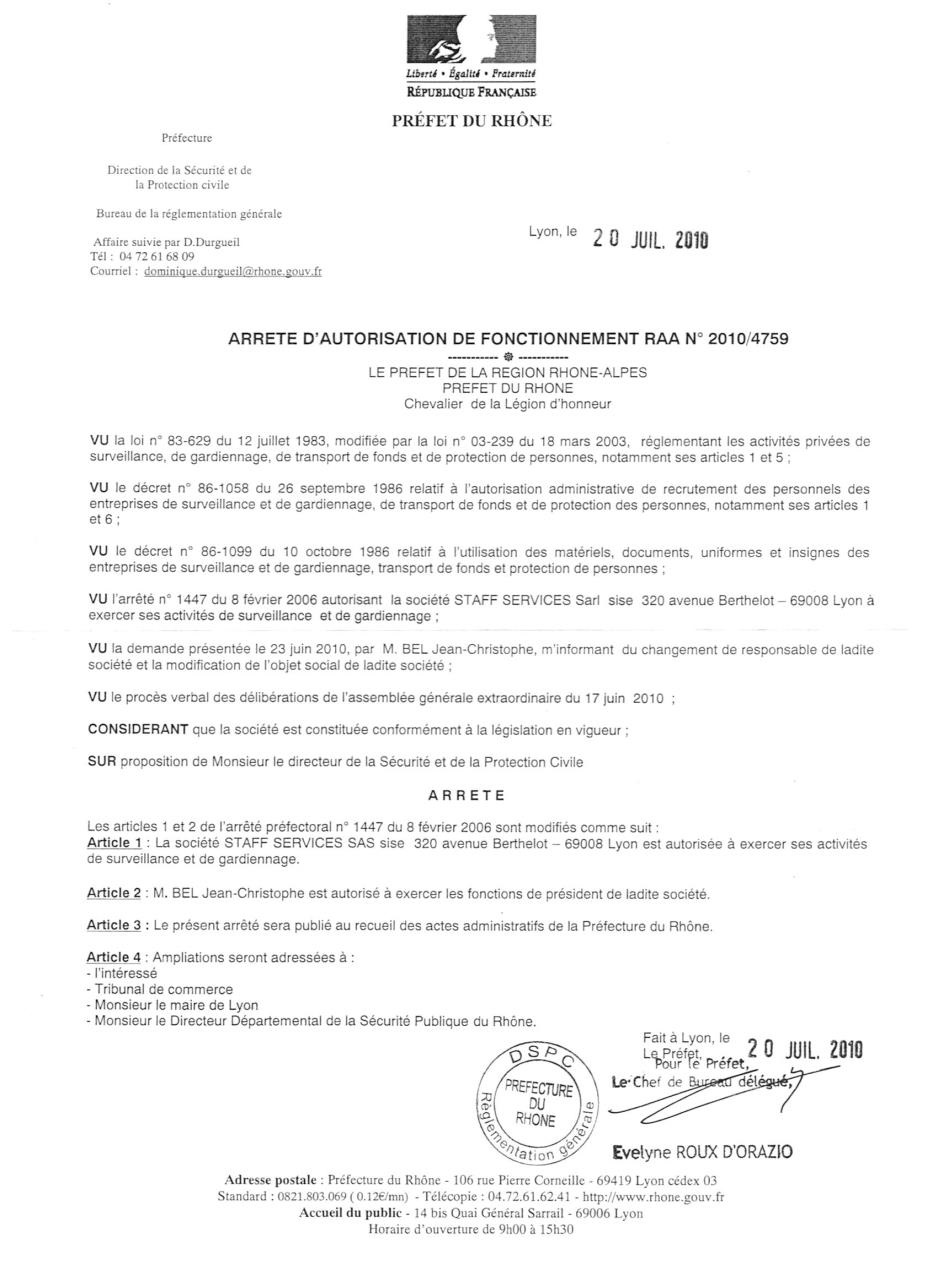 Liberté • Égalité • Fraternité
RÉPUBLIQUE FRANÇAISE
PRÉFET DU RHÔNE
Préfecture
Direction de la Sécurité et de
la Protection civile
Bureau de la réglementation générale
Affaire suivie par D.Durgueil
Tél : 04 72 61 68 09
Courriel : dominique.durgueil@rhone.gouv.fr
Lyon, le 20 JUIL. 2010
ARRETE D'AUTORISATION DE FONCTIONNEMENT RAA N° 2010/4759
----------- ❁ -----------
LE PREFET DE LA REGION RHONE-ALPES
PREFET DU RHONE
Chevalier de la Légion d'honneur
VU la loi n° 83-629 du 12 juillet 1983, modifiée par la loi n° 03-239 du 18 mars 2003, réglementant les activités privées de
surveillance, de gardiennage, de transport de fonds et de protection de personnes, notamment ses articles 1 et 5 ;
VU le décret n° 86-1058 du 26 septembre 1986 relatif à l'autorisation administrative de recrutement des personnels des
entreprises de surveillance et de gardiennage, de transport de fonds et de protection des personnes, notamment ses articles 1
et 6 ;
VU le décret n° 86-1099 du 10 octobre 1986 relatif à l'utilisation des matériels, documents, uniformes et insignes des
entreprises de surveillance et de gardiennage, transport de fonds et protection de personnes ;
VU l'arrêté n° 1447 du 8 février 2006 autorisant la société STAFF SERVICES Sarl sise 320 avenue Berthelot – 69008 Lyon à
exercer ses activités de surveillance et de gardiennage ;
VU la demande présentée le 23 juin 2010, par M. BEL Jean-Christophe, m'informant du changement de responsable de ladite
société et la modification de l'objet social de ladite société ;
VU le procès verbal des délibérations de l'assemblée générale extraordinaire du 17 juin 2010 ;
CONSIDERANT que la société est constituée conformément à la législation en vigueur ;
SUR proposition de Monsieur le directeur de la Sécurité et de la Protection Civile
A R R E T E
Les articles 1 et 2 de l'arrêté préfectoral n° 1447 du 8 février 2006 sont modifiés comme suit :
Article 1 : La société STAFF SERVICES SAS sise 320 avenue Berthelot – 69008 Lyon est autorisée à exercer ses activités
de surveillance et de gardiennage.
Article 2 : M. BEL Jean-Christophe est autorisé à exercer les fonctions de président de ladite société.
Article 3 : Le présent arrêté sera publié au recueil des actes administratifs de la Préfecture du Rhône.
Article 4 : Ampliations seront adressées à :
- l'intéressé
- Tribunal de commerce
- Monsieur le maire de Lyon
- Monsieur le Directeur Départemental de la Sécurité Publique du Rhône.
Fait à Lyon, le 20 JUIL. 2010
Le Préfet,
Pour le Préfet,
Le Chef de Bureau délégué,
DSPC
PREFECTURE
DU
RHONE
Réglementation générale
Evelyne ROUX D'ORAZIO
Adresse postale : Préfecture du Rhône - 106 rue Pierre Corneille - 69419 Lyon cédex 03
Standard : 0821.803.069 ( 0.12€/mn) - Télécopie : 04.72.61.62.41 - http://www.rhone.gouv.fr
Accueil du public - 14 bis Quai Général Sarrail - 69006 Lyon
Horaire d'ouverture de 9h00 à 15h30